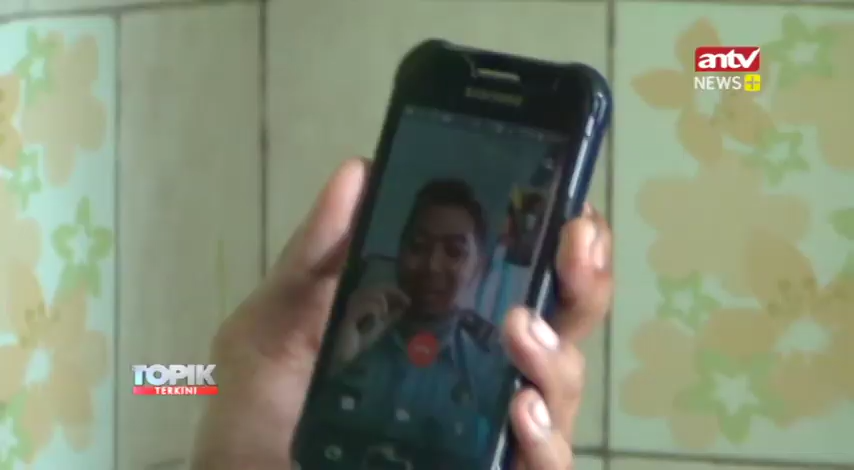 antv
NEWS+
SAMSUNG
TOPIK
TERKINI